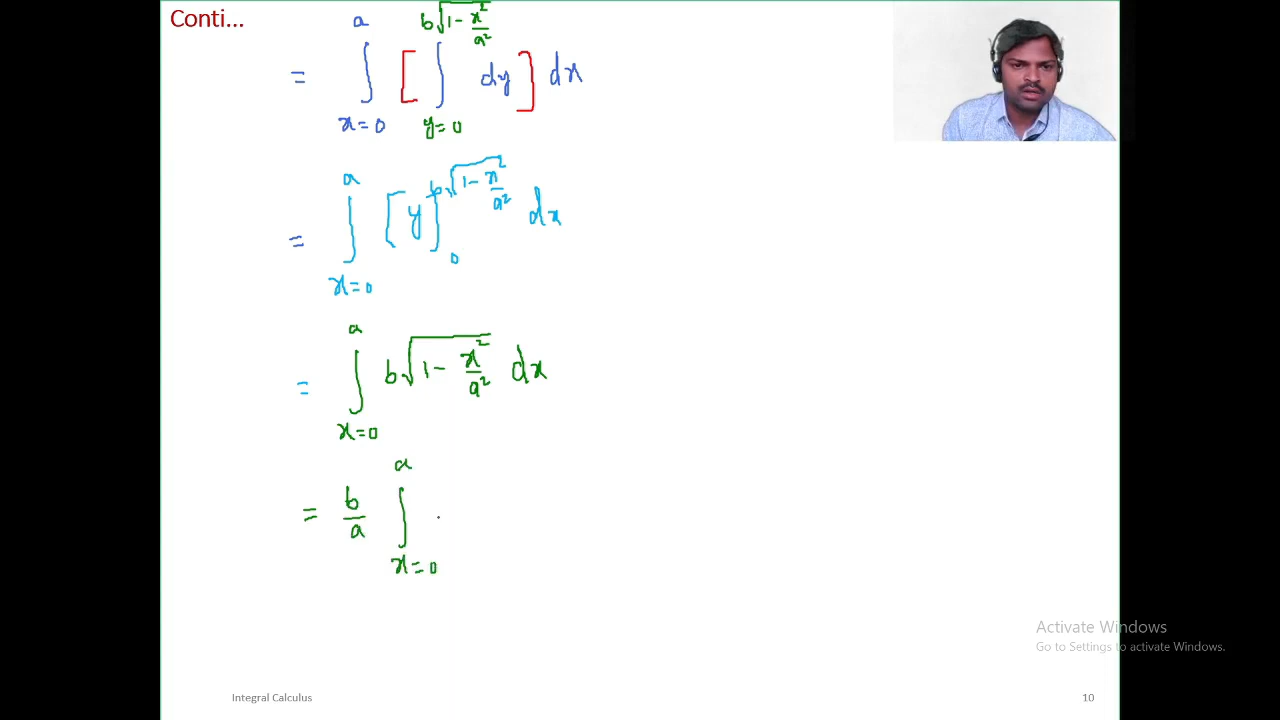 Conti...
= ∫_{x=0}^{a} [ ∫_{y=0}^{b√(1-x²/a²)} dy ] dx
= ∫_{x=0}^{a} [y]_{0}^{b√(1-x²/a²)} dx
= ∫_{x=0}^{a} b√(1-x²/a²) dx
= b/a ∫_{x=0}^{a}
Activate Windows
Go to Settings to activate Windows.
Integral Calculus
10